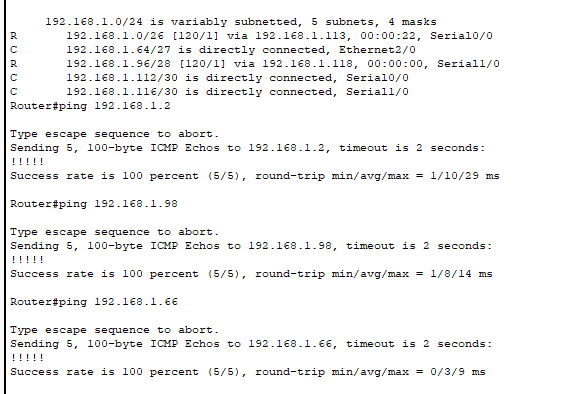 192.168.1.0/24 is variably subnetted, 5 subnets, 4 masks
R 192.168.1.0/26 [120/1] via 192.168.1.113, 00:00:22, Serial0/0
C 192.168.1.64/27 is directly connected, Ethernet2/0
R 192.168.1.96/28 [120/1] via 192.168.1.118, 00:00:00, Serial1/0
C 192.168.1.112/30 is directly connected, Serial0/0
C 192.168.1.116/30 is directly connected, Serial1/0
Router#ping 192.168.1.2
Type escape sequence to abort.
Sending 5, 100-byte ICMP Echos to 192.168.1.2, timeout is 2 seconds:
!!!!!
Success rate is 100 percent (5/5), round-trip min/avg/max = 1/10/29 ms
Router#ping 192.168.1.98
Type escape sequence to abort.
Sending 5, 100-byte ICMP Echos to 192.168.1.98, timeout is 2 seconds:
!!!!!
Success rate is 100 percent (5/5), round-trip min/avg/max = 1/8/14 ms
Router#ping 192.168.1.66
Type escape sequence to abort.
Sending 5, 100-byte ICMP Echos to 192.168.1.66, timeout is 2 seconds:
!!!!!
Success rate is 100 percent (5/5), round-trip min/avg/max = 0/3/9 ms